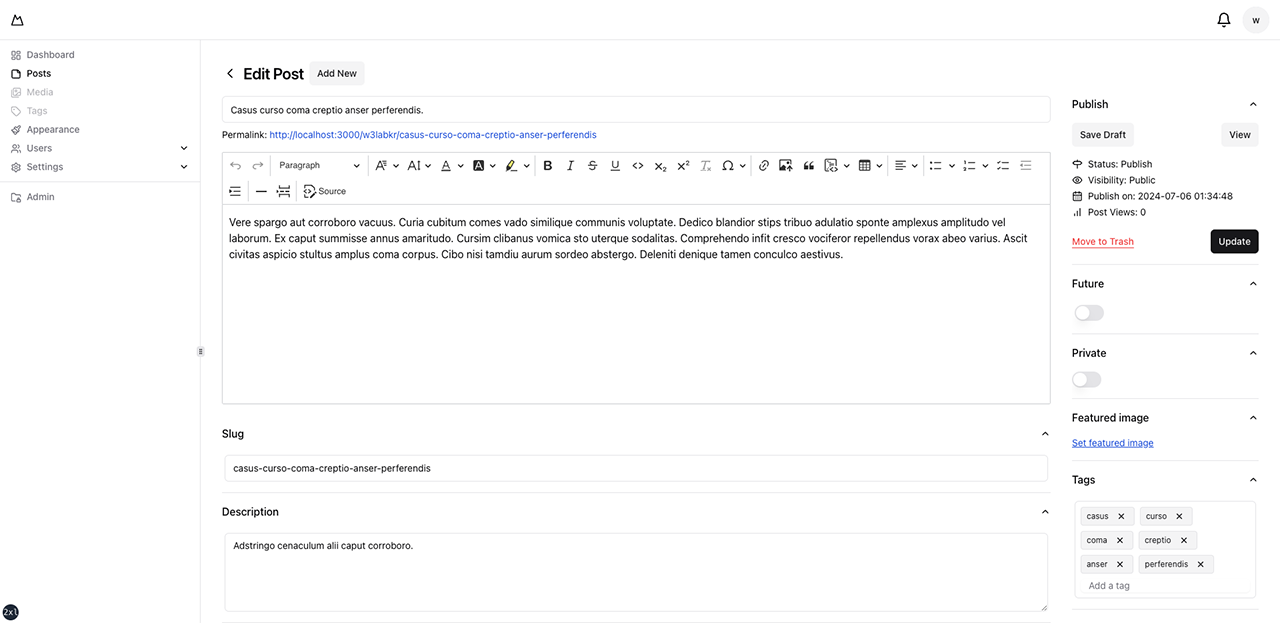 w
Dashboard
Posts
Media
Tags
Appearance
Users
Settings
Admin
Edit Post
Add New
Casus curso coma creptio anser perferendis.
Permalink: http://localhost:3000/w3labkr/casus-curso-coma-creptio-anser-perferendis
Paragraph
Source
Vere spargo aut corroboro vacuus. Curia cubitum comes vado similique communis voluptate. Dedico blandior stips tribuo adulatio sponte amplexus amplitudo vel
laborum. Ex caput summisse annus amaritudo. Cursim clibanus vomica sto uterque sodalitas. Comprehendo infit cresco vociferor repellendus vorax abeo varius. Ascit
civitas aspicio stultus amplus coma corpus. Cibo nisi tamdiu aurum sordeo abstergo. Deleniti denique tamen conculco aestivus.
Slug
casus-curso-coma-creptio-anser-perferendis
Description
Adstringo cenaculum alii caput corroboro.
Publish
Save Draft
View
Status: Publish
Visibility: Public
Publish on: 2024-07-06 01:34:48
Post Views: 0
Move to Trash
Update
Future
Private
Featured image
Set featured image
Tags
casus
curso
coma
creptio
anser
perferendis
Add a tag
2xl